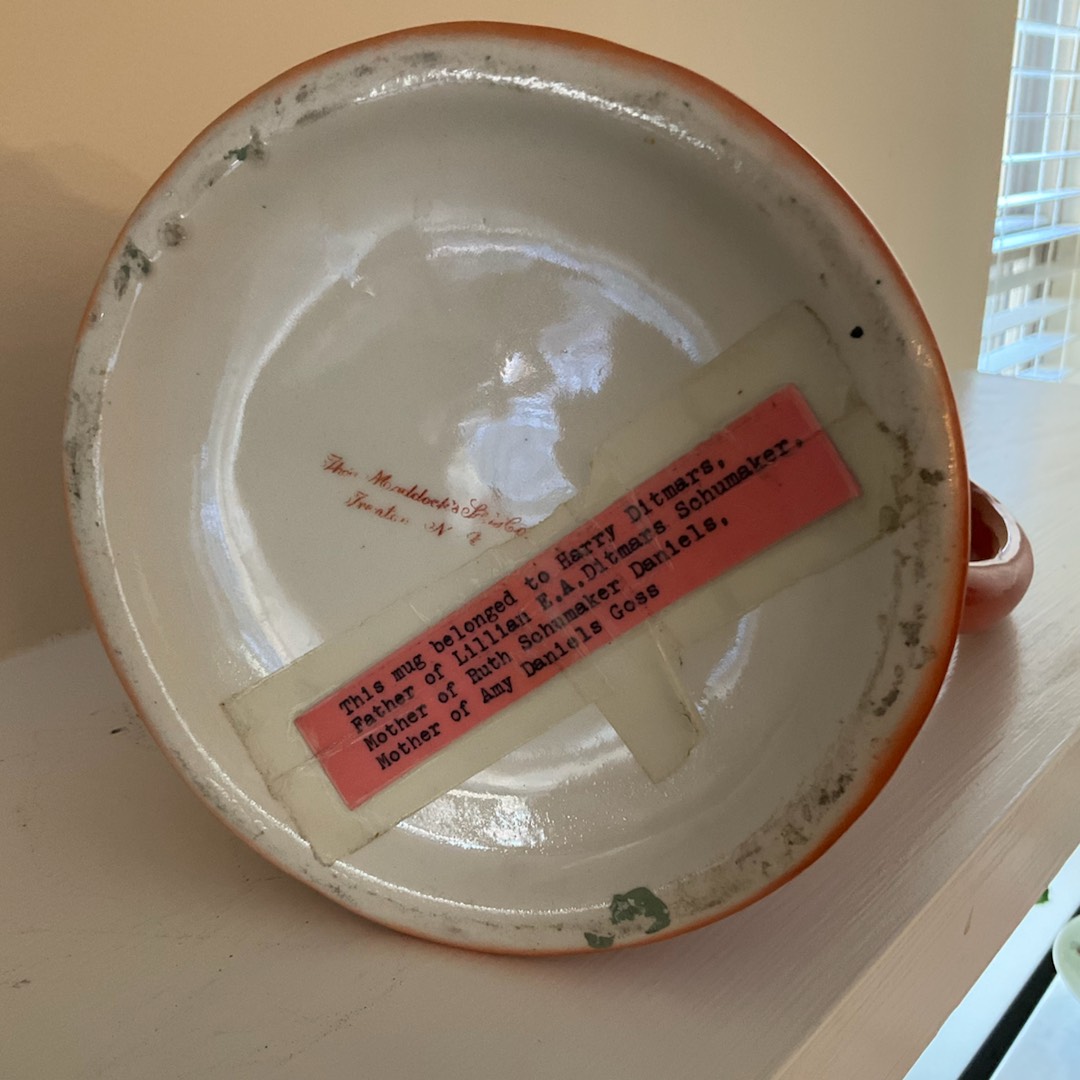 Thos Maddock's Sons Co.
Trenton N J
This mug belonged to Harry Ditmars,
Father of Lillian E.A.Ditmars Schumaker,
Mother of Ruth Schumaker Daniels,
Mother of Amy Daniels Goss